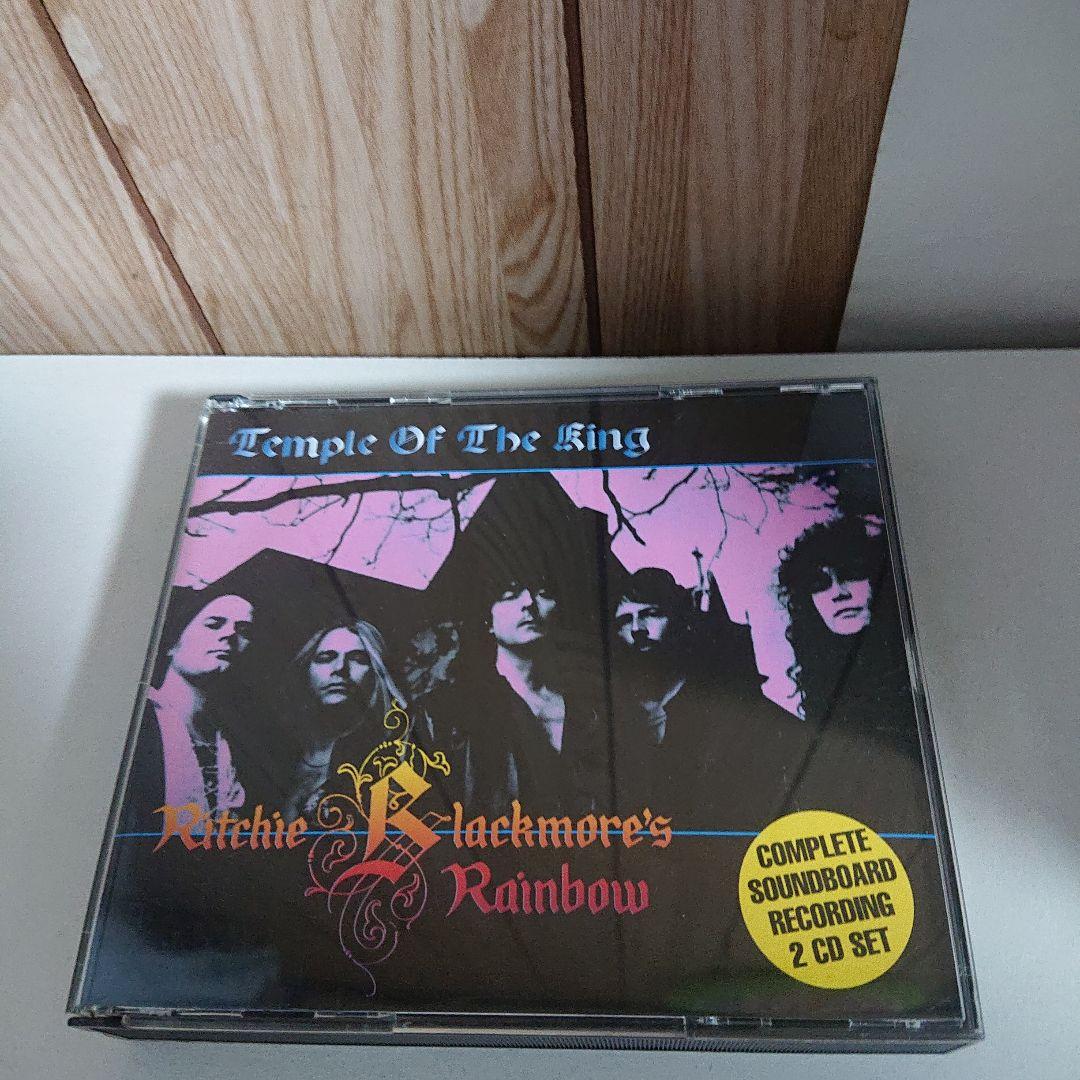 Temple Of The King
Ritchie Blackmore's
Rainbow
COMPLETE
SOUNDBOARD
RECORDING
2 CD SET